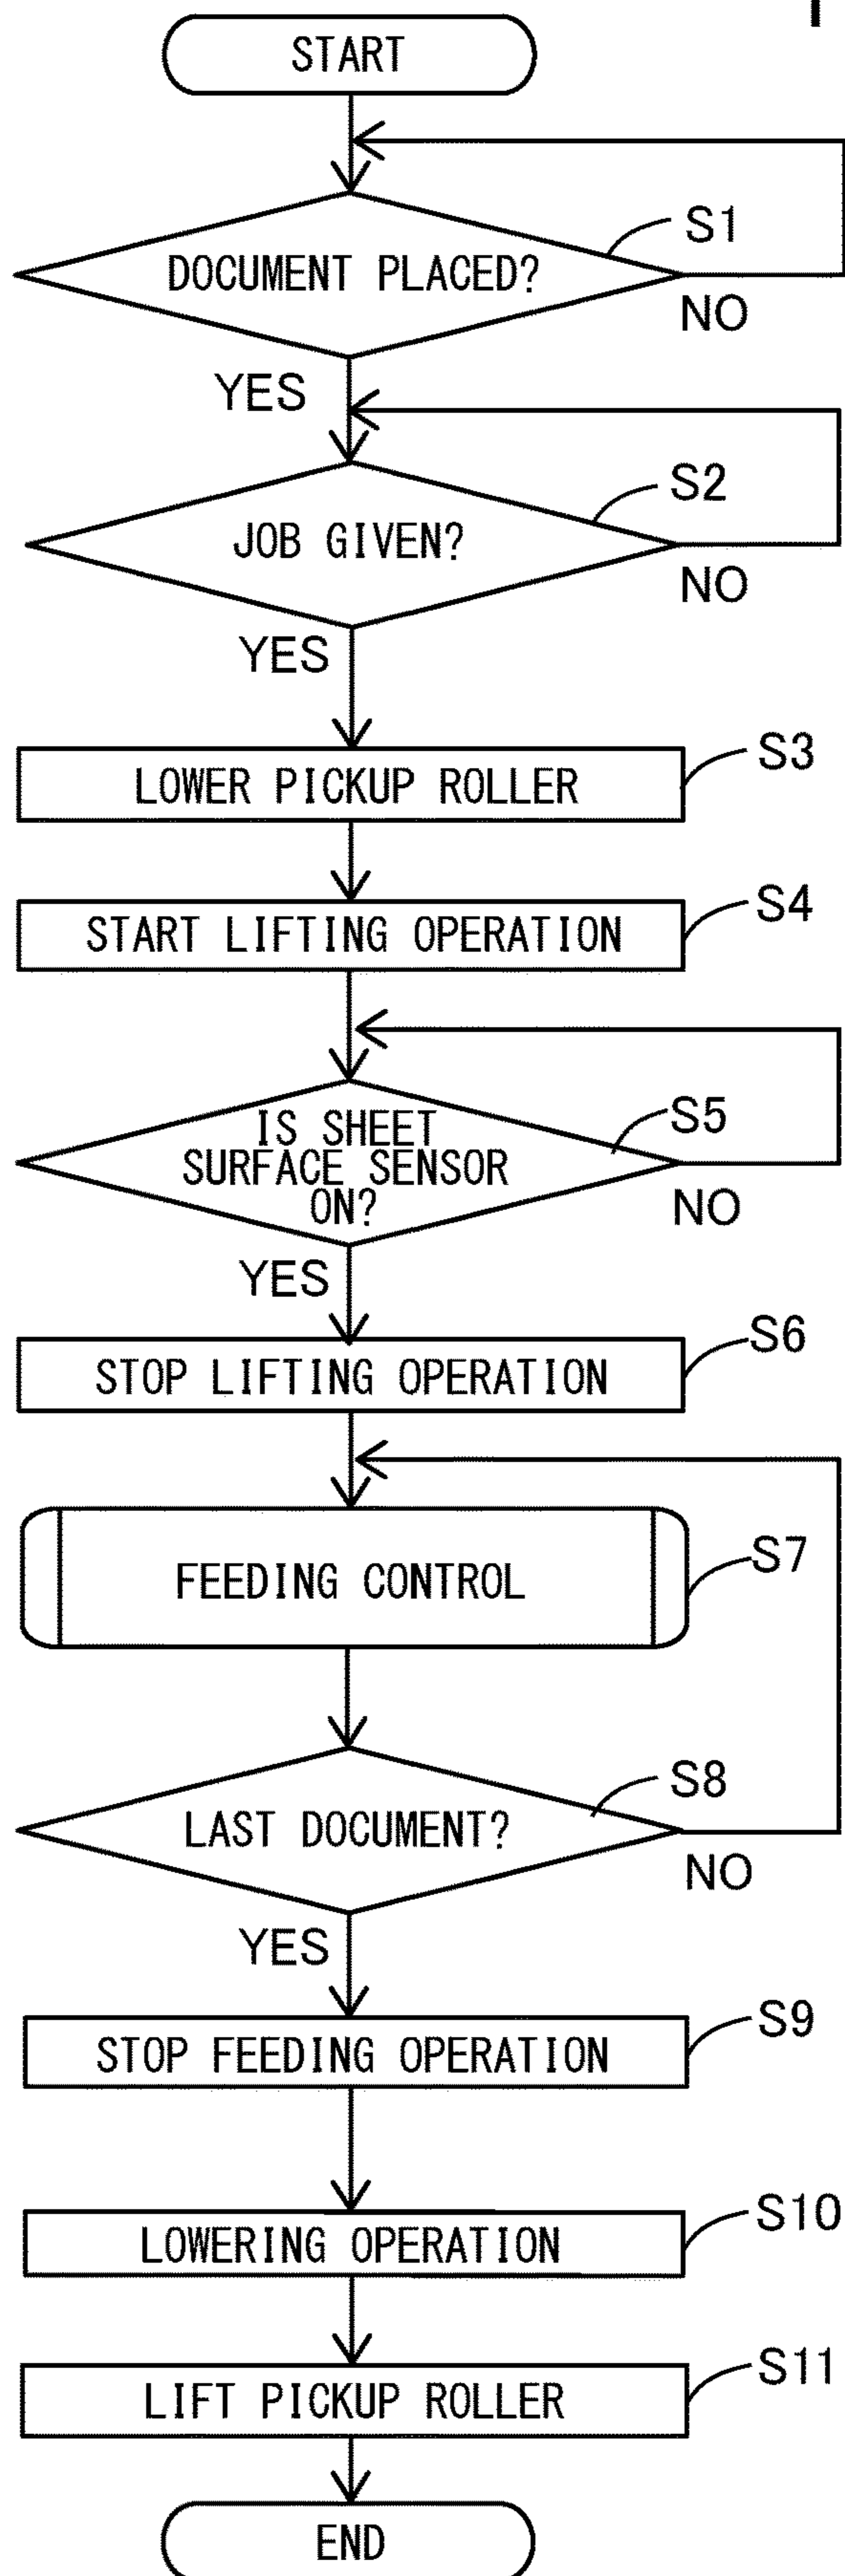 START
S1
DOCUMENT PLACED?
NO
YES
S2
JOB GIVEN?
NO
YES
S3
LOWER PICKUP ROLLER
S4
START LIFTING OPERATION
S5
IS SHEET
SURFACE SENSOR
ON?
NO
YES
S6
STOP LIFTING OPERATION
S7
FEEDING CONTROL
S8
LAST DOCUMENT?
NO
YES
S9
STOP FEEDING OPERATION
S10
LOWERING OPERATION
S11
LIFT PICKUP ROLLER
END